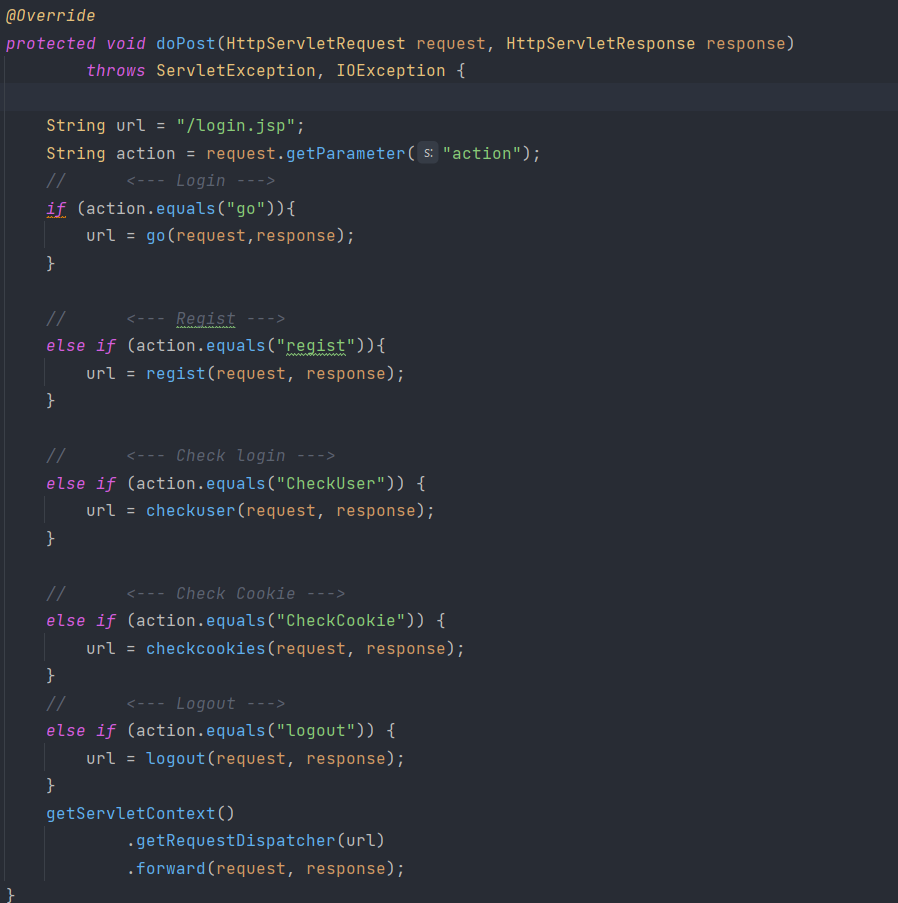 @Override
protected void doPost(HttpServletRequest request, HttpServletResponse response)
        throws ServletException, IOException {

    String url = "/login.jsp";
    String action = request.getParameter( s: "action");
    //      <--- Login --->
    if (action.equals("go")){
        url = go(request,response);
    }

    //      <--- Regist --->
    else if (action.equals("regist")){
        url = regist(request, response);
    }

    //      <--- Check login --->
    else if (action.equals("CheckUser")) {
        url = checkuser(request, response);
    }

    //      <--- Check Cookie --->
    else if (action.equals("CheckCookie")) {
        url = checkcookies(request, response);
    }
    //      <--- Logout --->
    else if (action.equals("logout")) {
        url = logout(request, response);
    }
    getServletContext()
            .getRequestDispatcher(url)
            .forward(request, response);
}